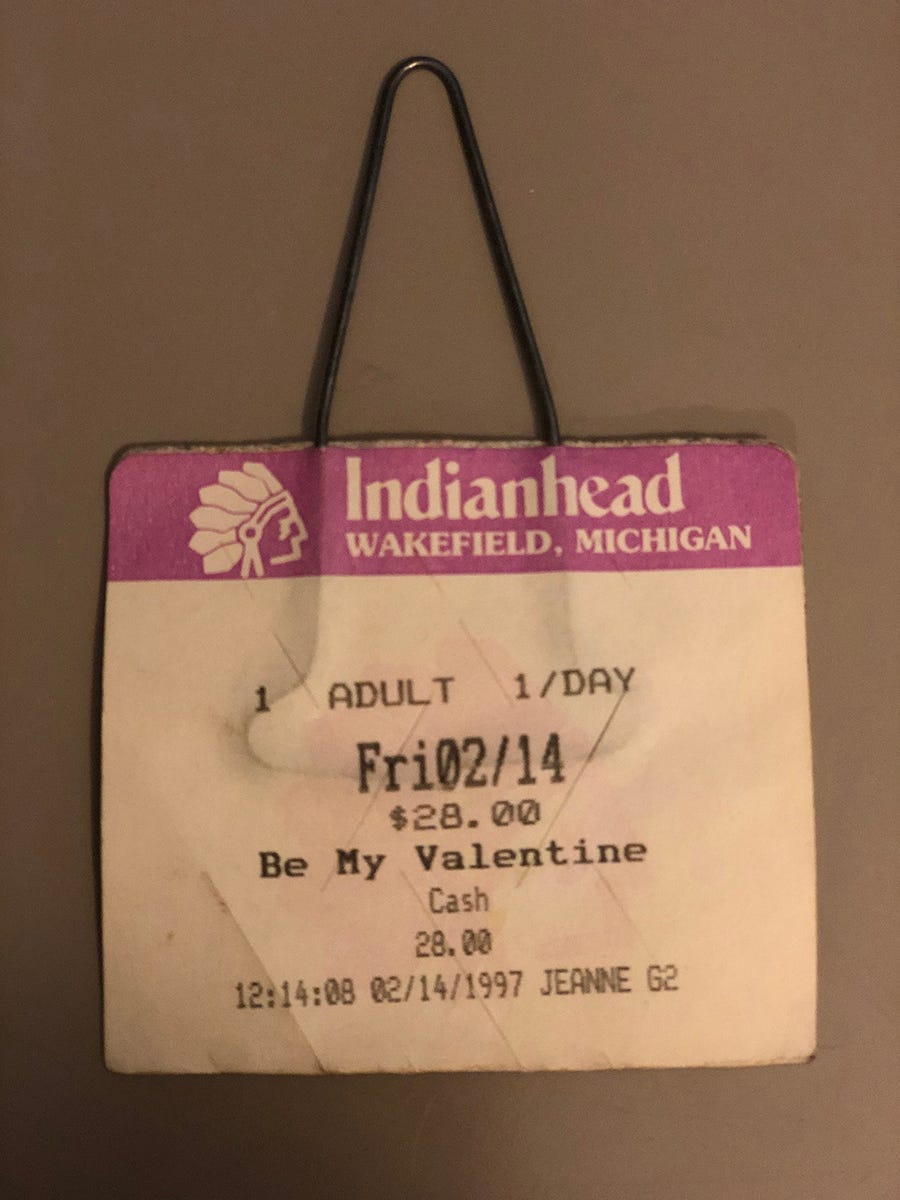 Indianhead
WAKEFIELD, MICHIGAN
1 ADULT 1/DAY
Fri02/14
$28.00
Be My Valentine
Cash
28.00
12:14:08 02/14/1997 JEANNE G2